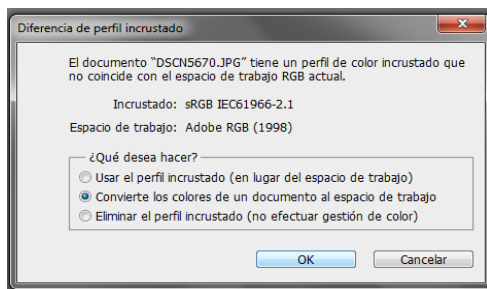 Diferencia de perfil incrustado
El documento “DSCN5670.JPG” tiene un perfil de color incrustado que
no coincide con el espacio de trabajo RGB actual.
Incrustado: sRGB IEC61966-2.1
Espacio de trabajo: Adobe RGB (1998)
¿Qué desea hacer?
Usar el perfil incrustado (en lugar del espacio de trabajo)
Convierte los colores de un documento al espacio de trabajo
Eliminar el perfil incrustado (no efectuar gestión de color)
OK Cancelar